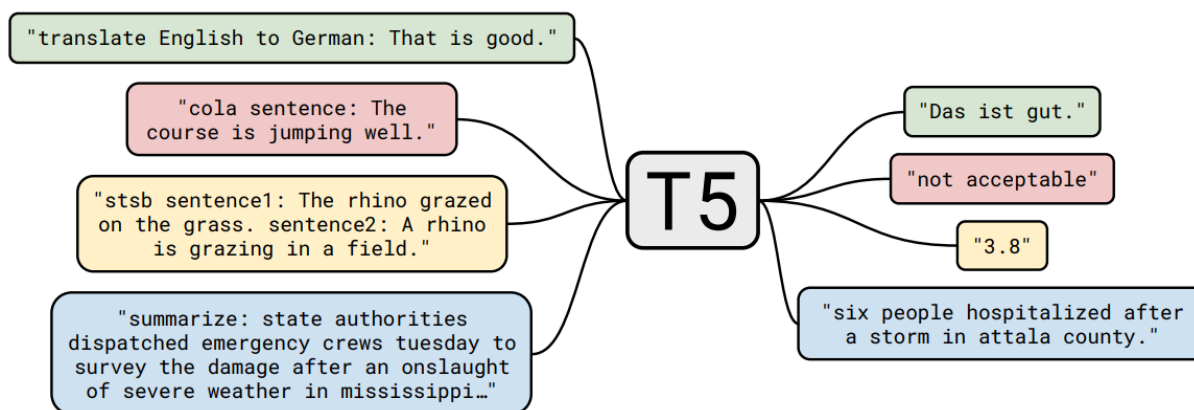 "translate English to German: That is good."
"cola sentence: The
course is jumping well."
"stsb sentence1: The rhino grazed
on the grass. sentence2: A rhino
is grazing in a field."
"summarize: state authorities
dispatched emergency crews tuesday to
survey the damage after an onslaught
of severe weather in mississippi…"
T5
"Das ist gut."
"not acceptable"
"3.8"
"six people hospitalized after
a storm in attala county."